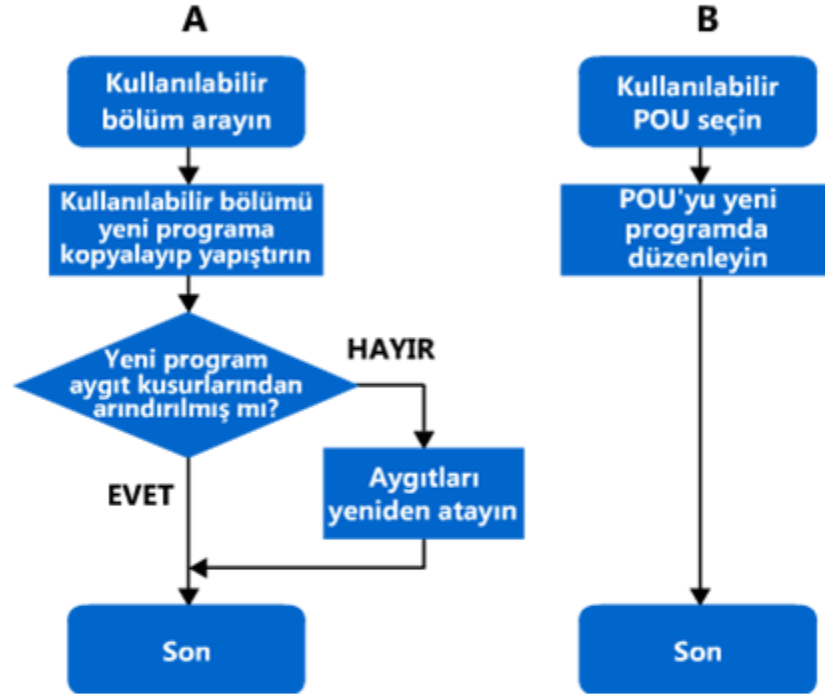 A
Kullanılabilir
bölüm arayın
Kullanılabilir bölümü
yeni programa
kopyalayıp yapıştırın
Yeni program
aygıt kusurlarından
arındırılmış mı?
HAYIR
Aygıtları
yeniden atayın
EVET
Son
B
Kullanılabilir
POU seçin
POU'yu yeni
programda
düzenleyin
Son